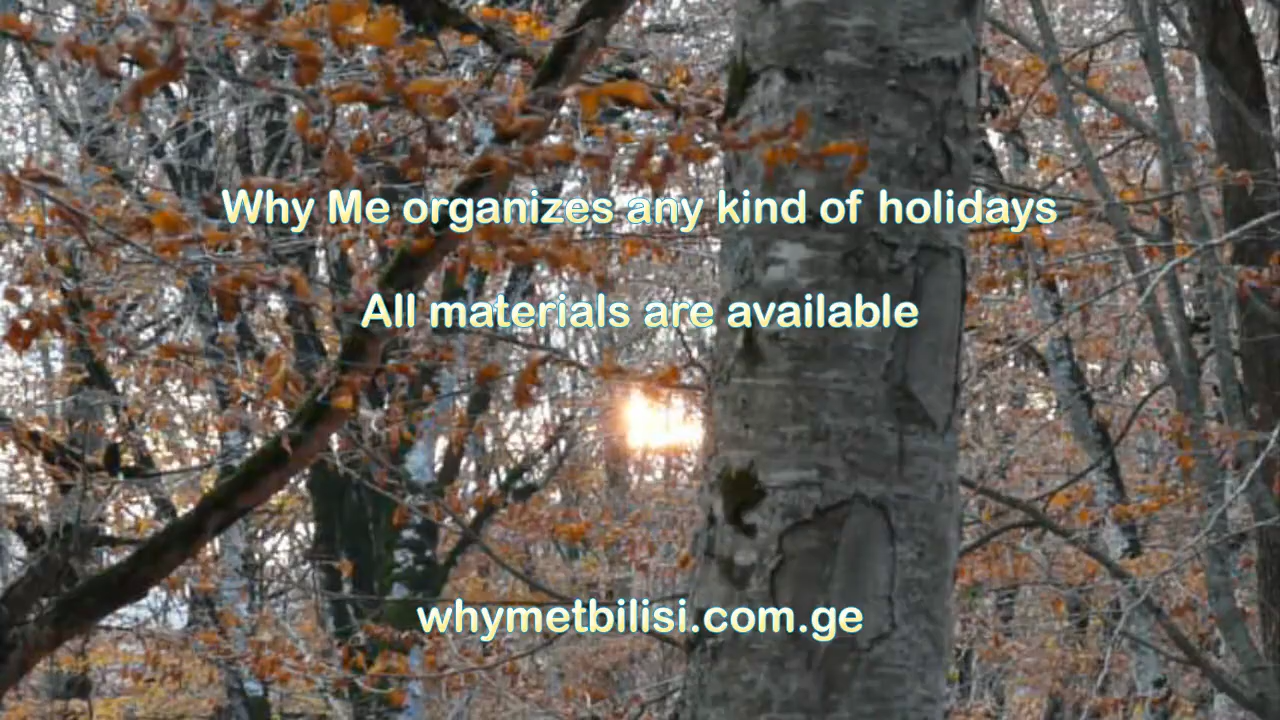 Why Me organizes any kind of holidays
All materials are available
whymetbilisi.com.ge